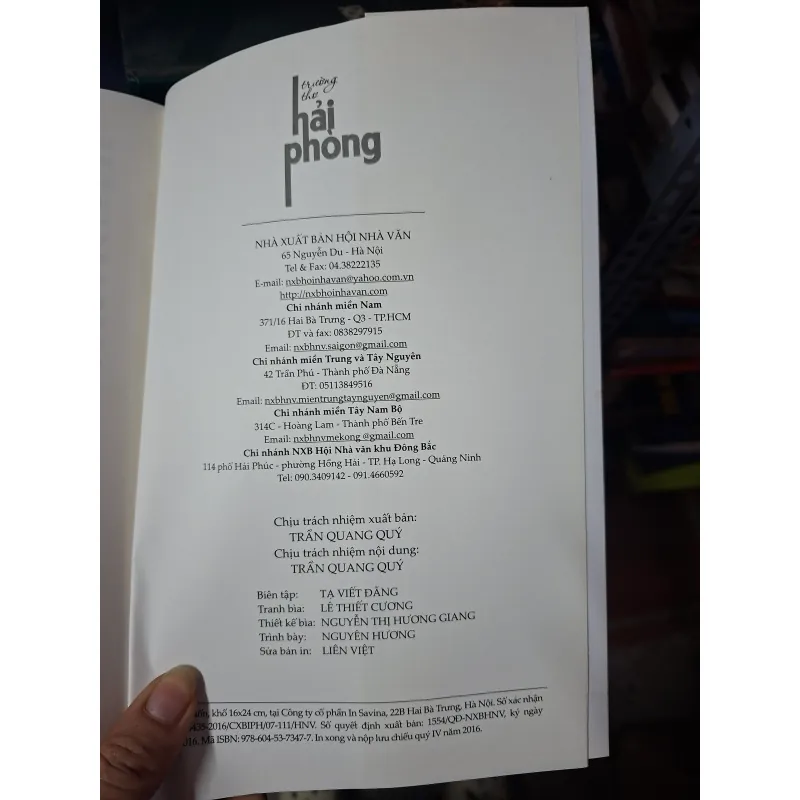 trường
thơ
hải
phòng
NHÀ XUẤT BẢN HỘI NHÀ VĂN
65 Nguyễn Du - Hà Nội
Tel & Fax: 04.38222135
E-mail: nxbhoinhavan@yahoo.com.vn
http://nxbhoinhavan.com
Chi nhánh miền Nam
371/16 Hai Bà Trưng - Q3 - TP.HCM
ĐT và fax: 0838297915
Email: nxbhnv.saigon@gmail.com
Chi nhánh miền Trung và Tây Nguyên
42 Trần Phú - Thành phố Đà Nẵng
ĐT: 05113849516
Email: nxbhnv.mientrungtaynguyen@gmail.com
Chi nhánh miền Tây Nam Bộ
314C - Hoàng Lam - Thành phố Bến Tre
Email: nxbhnvmekong @gmail.com
Chi nhánh NXB Hội Nhà văn khu Đông Bắc
114 phố Hải Phúc - phường Hồng Hải - TP. Hạ Long - Quảng Ninh
Tel: 090.3409142 - 091.4660592
Chịu trách nhiệm xuất bản:
TRẦN QUANG QUÝ
Chịu trách nhiệm nội dung:
TRẦN QUANG QUÝ
Biên tập: TẠ VIẾT ĐÃNG
Tranh bìa: LÊ THIẾT CƯƠNG
Thiết kế bìa: NGUYỄN THỊ HƯƠNG GIANG
Trình bày: NGUYÊN HƯƠNG
Sửa bản in: LIÊN VIỆT
khổ 16x24 cm, tại Công ty cổ phần In Savina, 22B Hai Bà Trưng, Hà Nội. Số xác nhận
435-2016/CXBIPH/07-111/HNV. Số quyết định xuất bản: 1554/QĐ-NXBHNV, ký ngày
Mã ISBN: 978-604-53-7347-7. In xong và nộp lưu chiểu quý IV năm 2016.